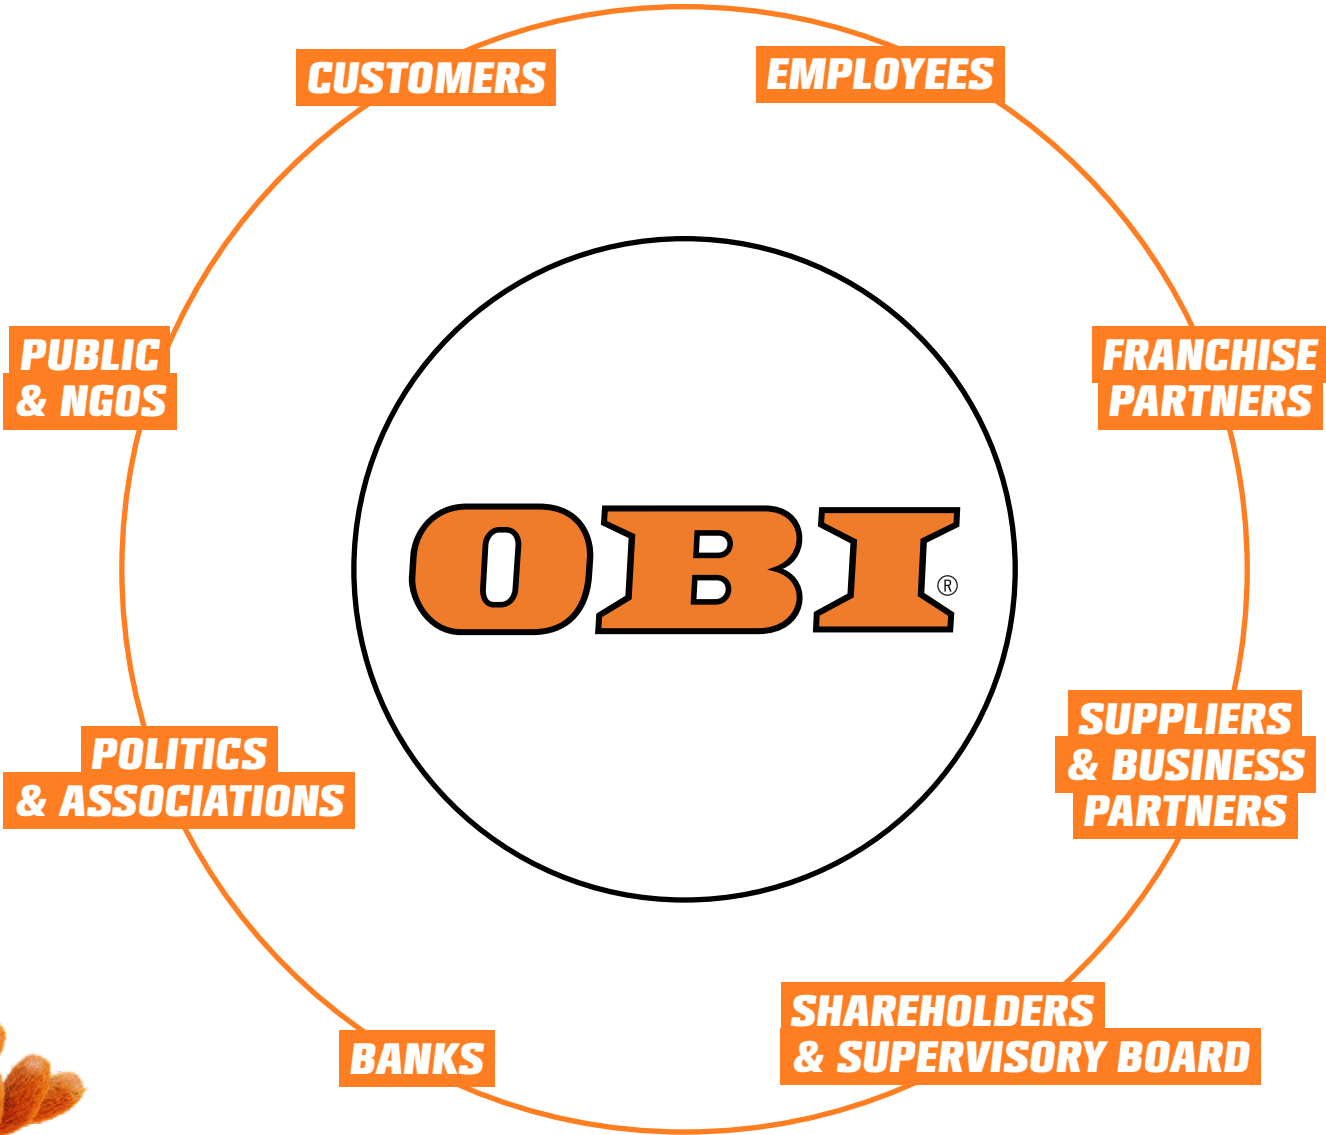 CUSTOMERS
EMPLOYEES
PUBLIC
& NGOS
FRANCHISE
PARTNERS
OBI®
POLITICS
& ASSOCIATIONS
SUPPLIERS
& BUSINESS
PARTNERS
BANKS
SHAREHOLDERS
& SUPERVISORY BOARD